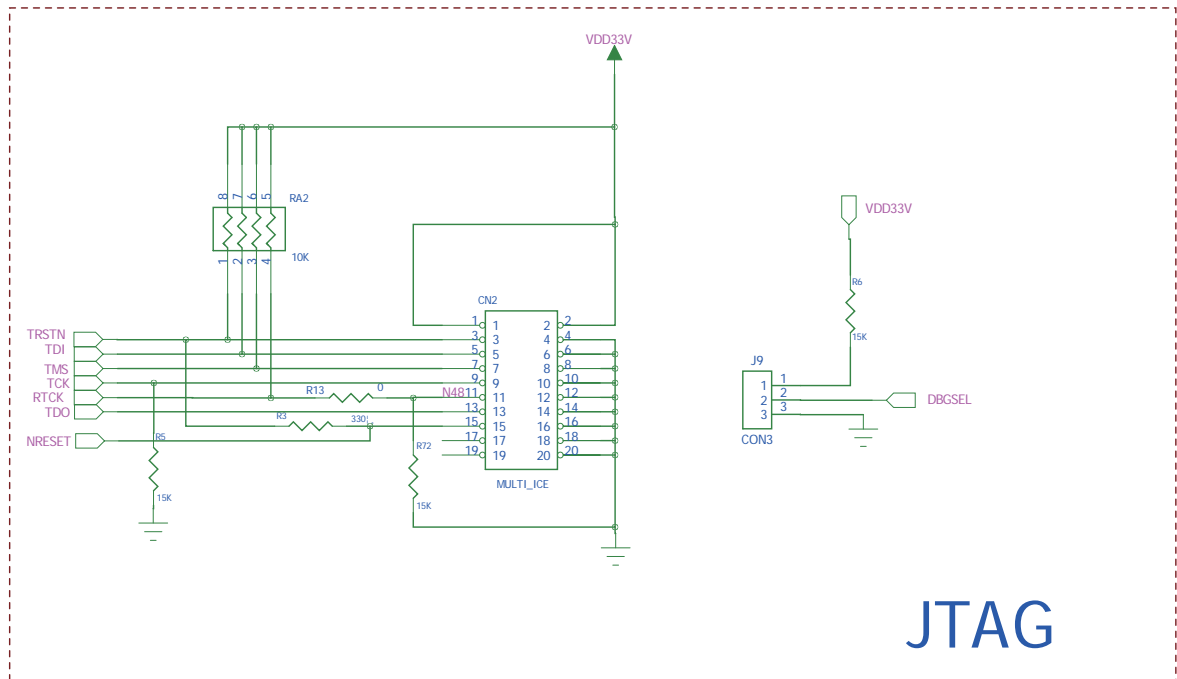 VDD33V
8 7 6 5
RA2
10K
1 2 3 4
VDD33V
R6
15K
CN2
1 1 2 2
TRSTN 3 3 4 4
TDI 5 5 6 6
TMS 7 7 8 8
TCK 9 9 10 10
RTCK R13 0 N48 11 11 12 12
TDO 13 13 14 14
R3 330 15 15 16 16
NRESET 17 17 18 18
19 19 20 20
R5
15K
R72
15K
MULTI_ICE
J9
1 1
2 2 DBGSEL
3 3
CON3
JTAG